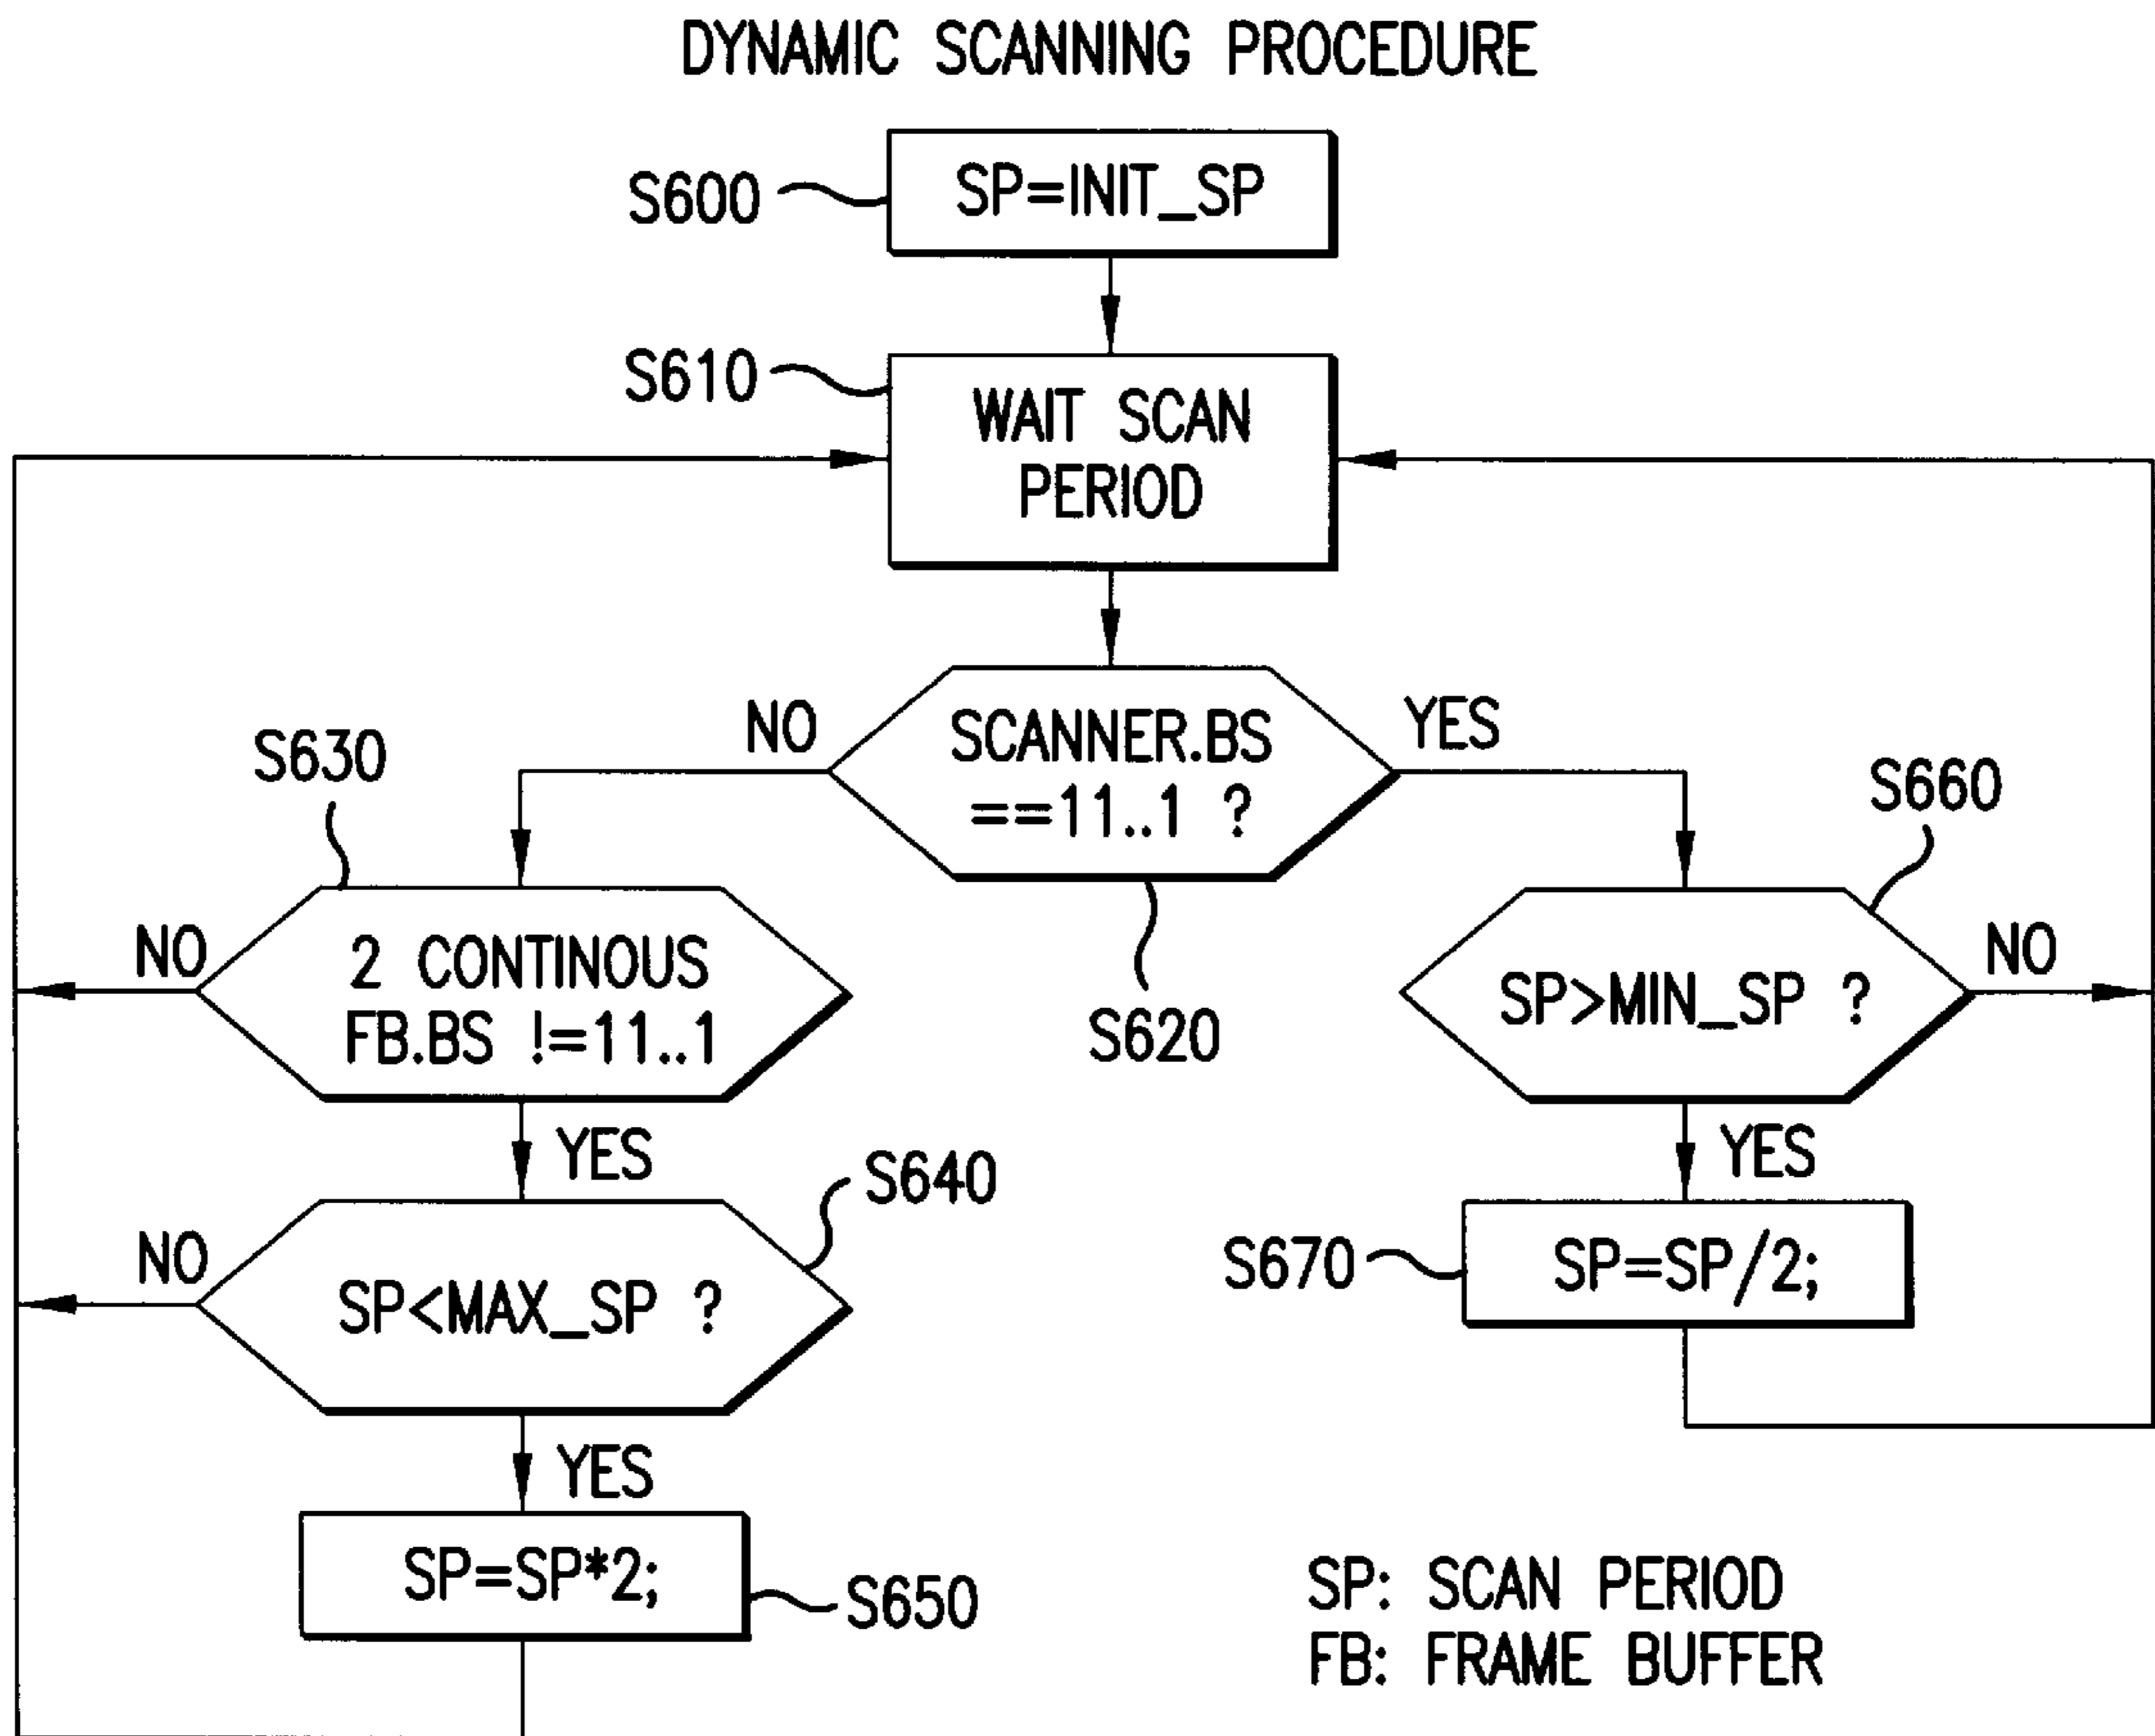 DYNAMIC SCANNING PROCEDURE
S600
SP=INIT_SP
S610
WAIT SCAN
PERIOD
NO
SCANNER.BS
==11..1 ?
YES
S620
S630
NO
2 CONTINOUS
FB.BS !=11..1
YES
S640
NO
SP<MAX_SP ?
YES
SP=SP*2;
S650
S660
SP>MIN_SP ?
NO
YES
S670
SP=SP/2;
SP: SCAN PERIOD
FB: FRAME BUFFER